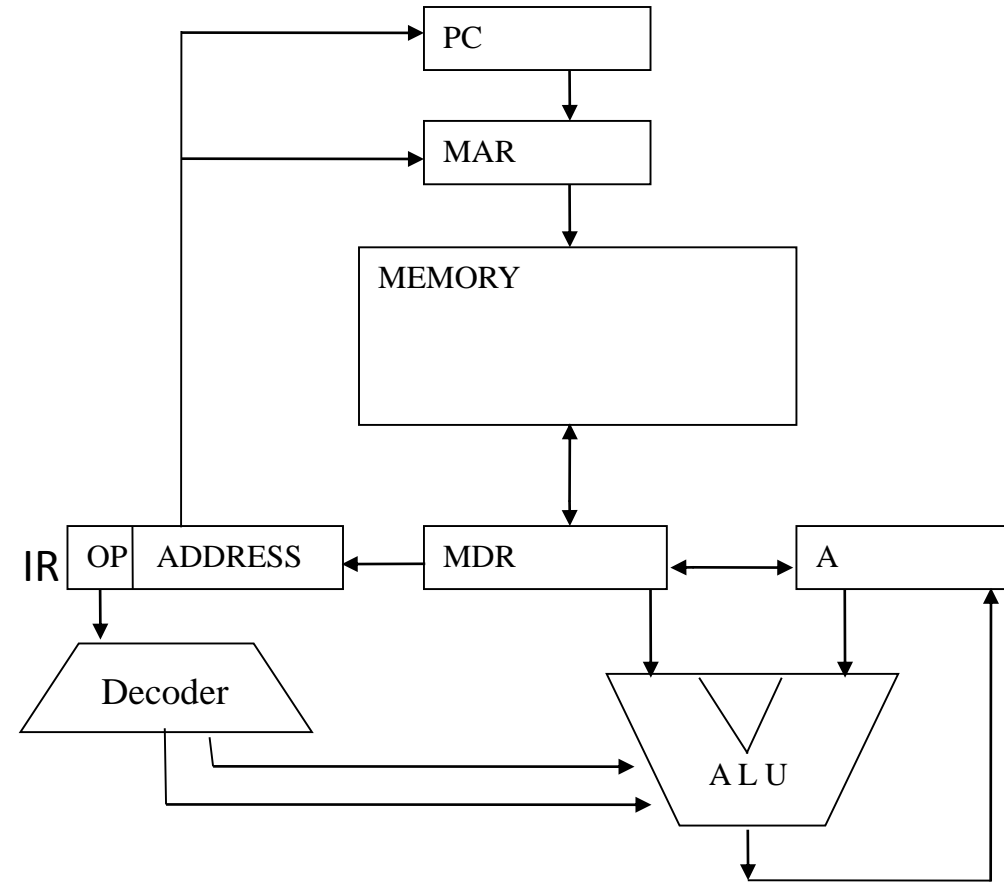 PC
MAR
MEMORY
IR OP ADDRESS MDR A
Decoder
A L U